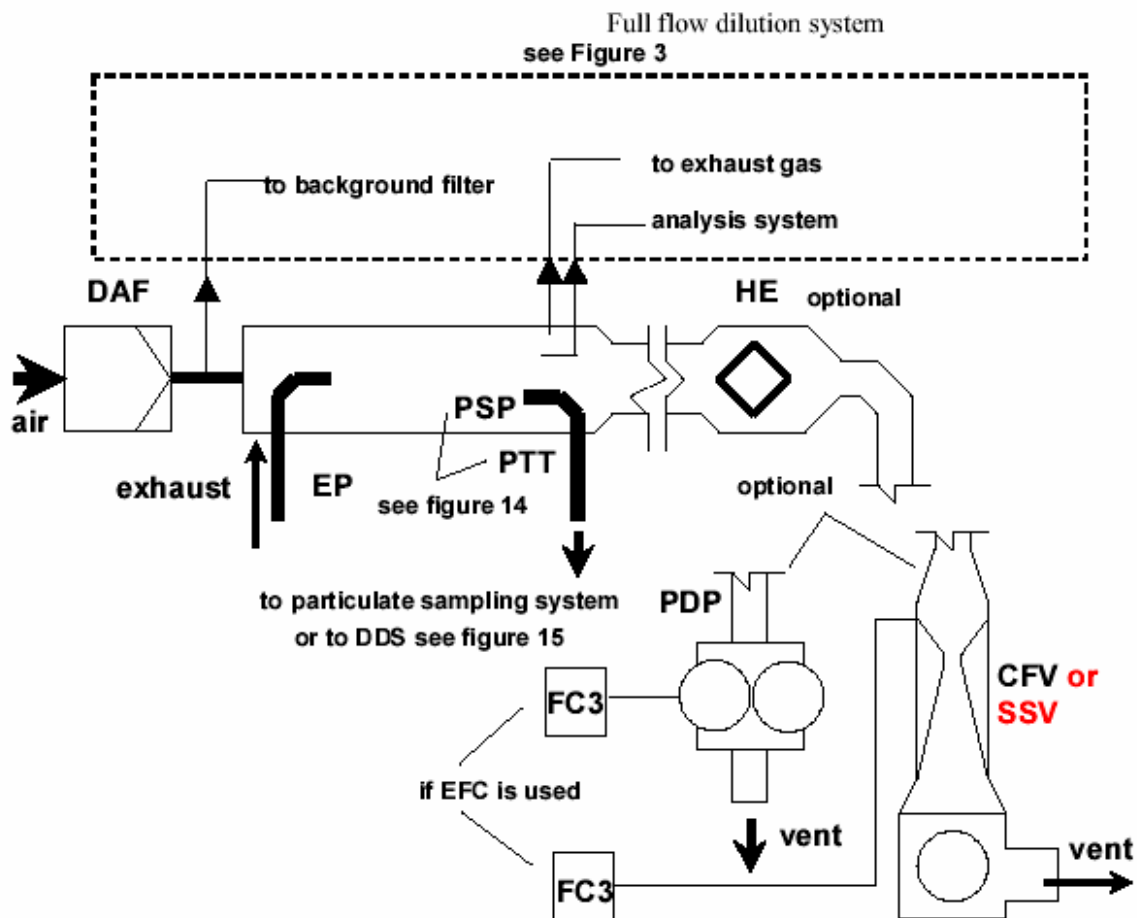 Full flow dilution system
see Figure 3
to exhaust gas
to background filter
analysis system
DAF
HE optional
air
PSP
PTT
exhaust
EP
see figure 14
optional
to particulate sampling system
or to DDS see figure 15
PDP
FC3
CFV or
SSV
if EFC is used
vent
vent
FC3